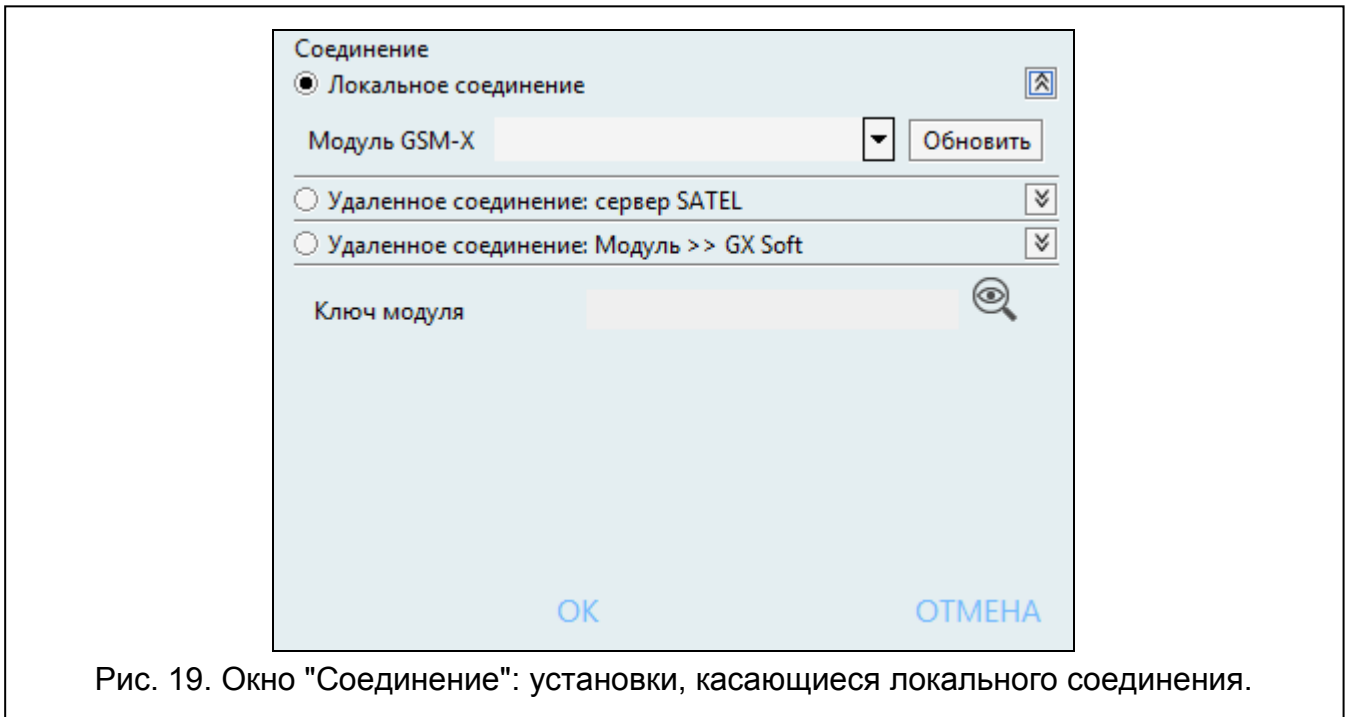 Соединение
Локальное соединение
Модуль GSM-X Обновить
Удаленное соединение: сервер SATEL
Удаленное соединение: Модуль >> GX Soft
Ключ модуля
OK ОТМЕНА
Рис. 19. Окно "Соединение": установки, касающиеся локального соединения.